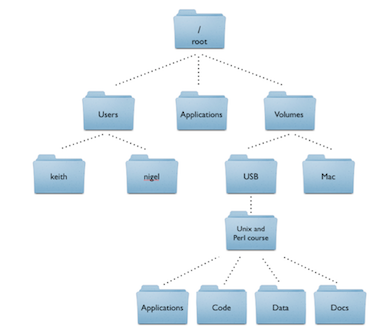 /
root
Users
Applications
Volumes
keith
nigel
USB
Mac
Unix and
Perl course
Applications
Code
Data
Docs